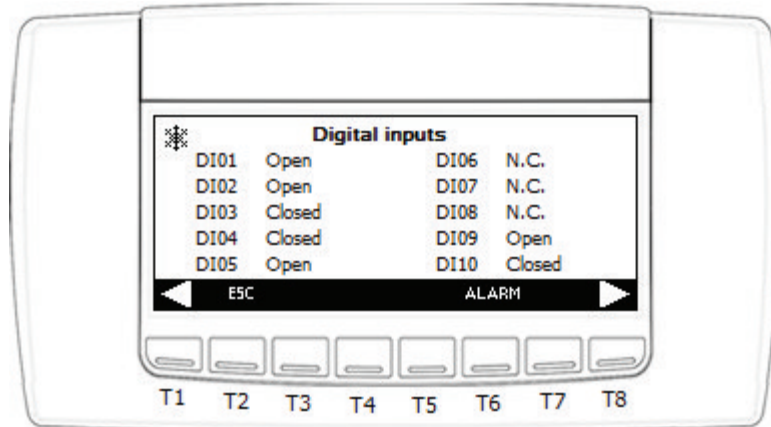 Digital inputs
DI01 Open DI06 N.C.
DI02 Open DI07 N.C.
DI03 Closed DI08 N.C.
DI04 Closed DI09 Open
DI05 Open DI10 Closed
ESC ALARM
T1 T2 T3 T4 T5 T6 T7 T8